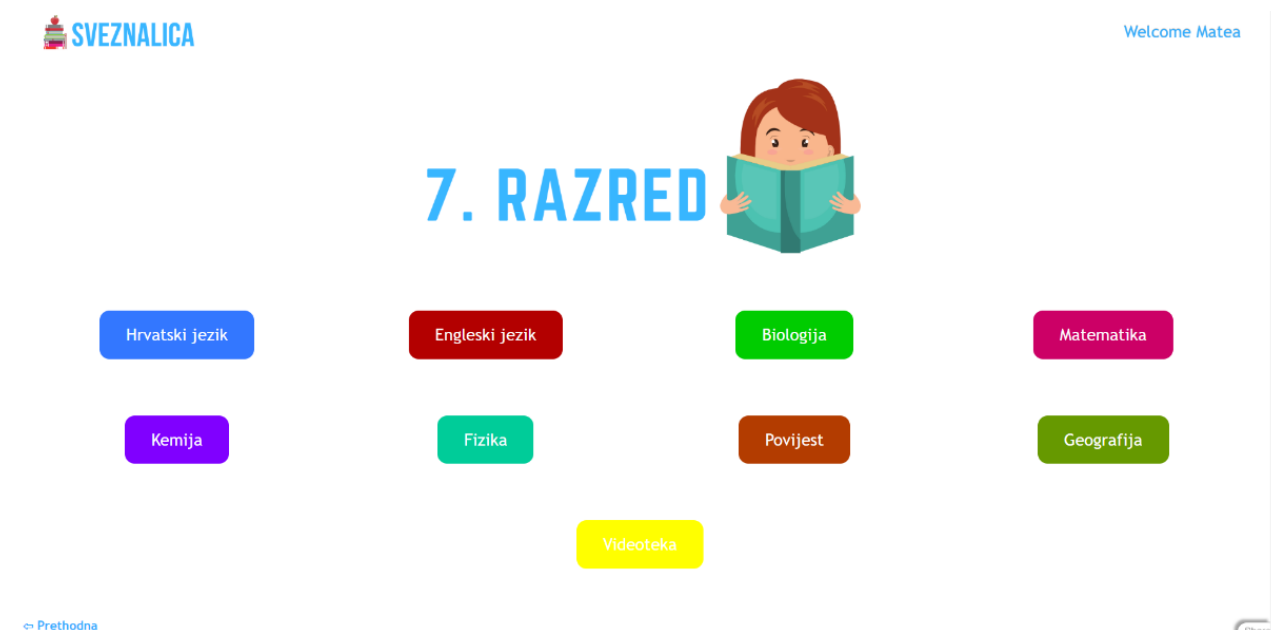 SVEZNALICA
Welcome Matea
7. RAZRED
Hrvatski jezik
Engleski jezik
Biologija
Matematika
Kemija
Fizika
Povijest
Geografija
Videoteka
⇦ Prethodna